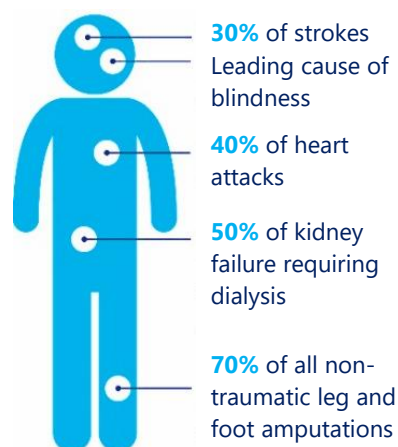 30% of strokes
Leading cause of
blindness
40% of heart
attacks
50% of kidney
failure requiring
dialysis
70% of all non-
traumatic leg and
foot amputations